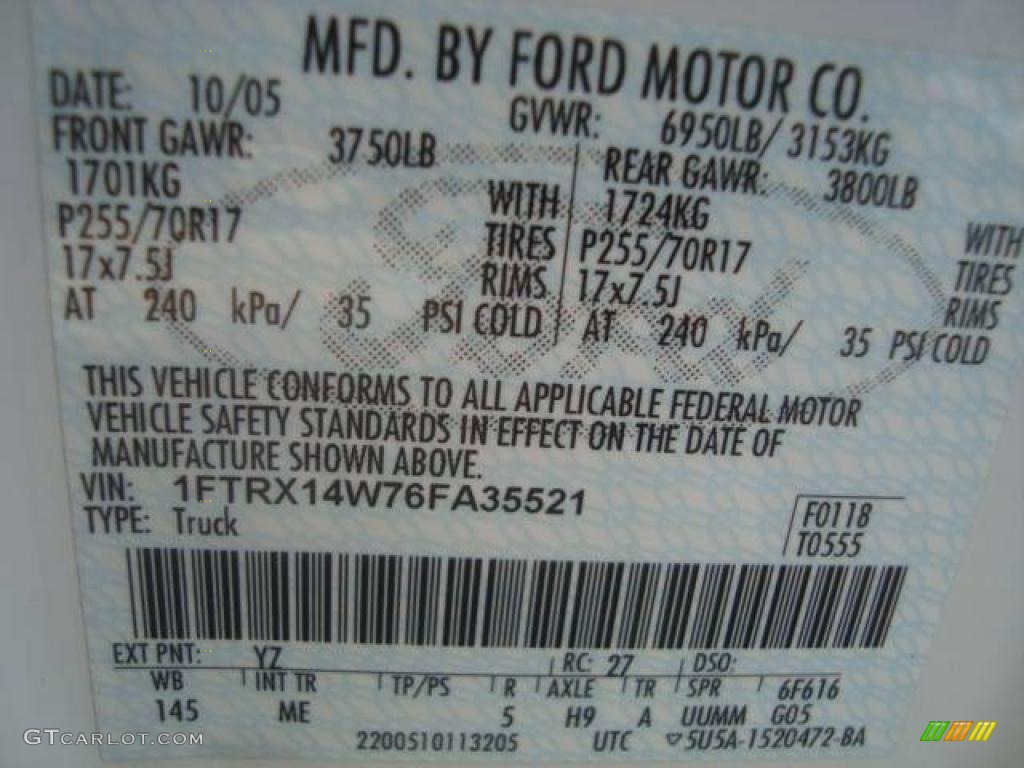 MFD. BY FORD MOTOR CO.
DATE: 10/05 GVWR: 6950LB/ 3153KG
FRONT GAWR: 3750LB REAR GAWR: 3800LB
1701KG WITH 1724KG WITH
P255/70R17 TIRES P255/70R17 TIRES
17x7.5J RIMS 17x7.5J RIMS
AT 240 kPa/ 35 PSI COLD AT 240 kPa/ 35 PSI COLD
THIS VEHICLE CONFORMS TO ALL APPLICABLE FEDERAL MOTOR
VEHICLE SAFETY STANDARDS IN EFFECT ON THE DATE OF
MANUFACTURE SHOWN ABOVE.
VIN: 1FTRX14W76FA35521
TYPE: Truck
F0118
T0555
EXT PNT: YZ RC: 27 DSO:
WB INT TR TP/PS R AXLE TR SPR 6F616
145 ME 5 H9 A UUMM G05
2200510113205 UTC ▽5U5A-1520472-BA
Ford
GTCARLOT.COM